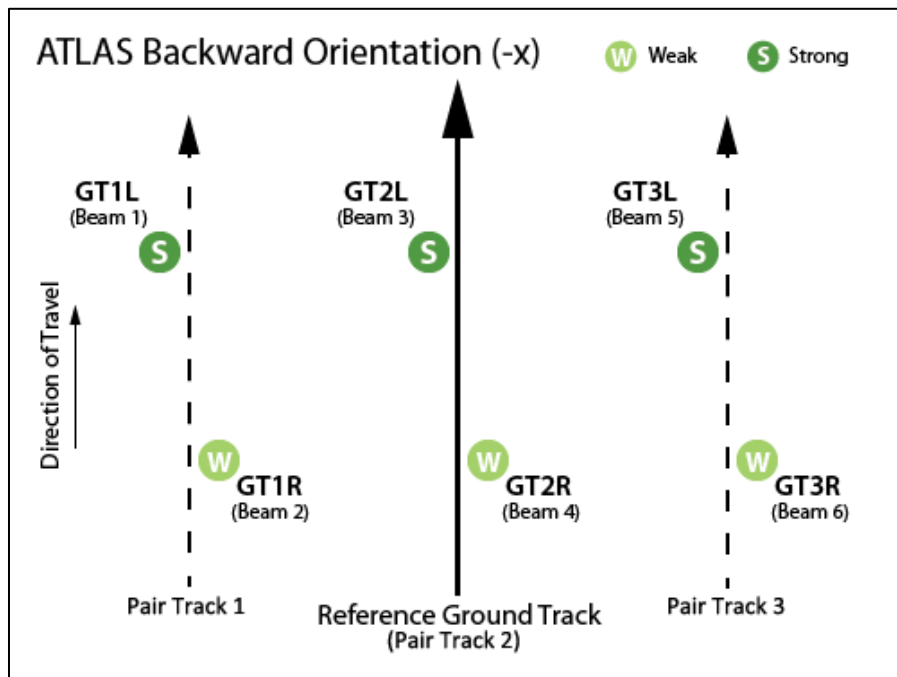 ATLAS Backward Orientation (-x)
W Weak
S Strong
GT1L
(Beam 1)
S
GT2L
(Beam 3)
S
GT3L
(Beam 5)
S
Direction of Travel
W
GT1R
(Beam 2)
W
GT2R
(Beam 4)
W
GT3R
(Beam 6)
Pair Track 1
Reference Ground Track
(Pair Track 2)
Pair Track 3